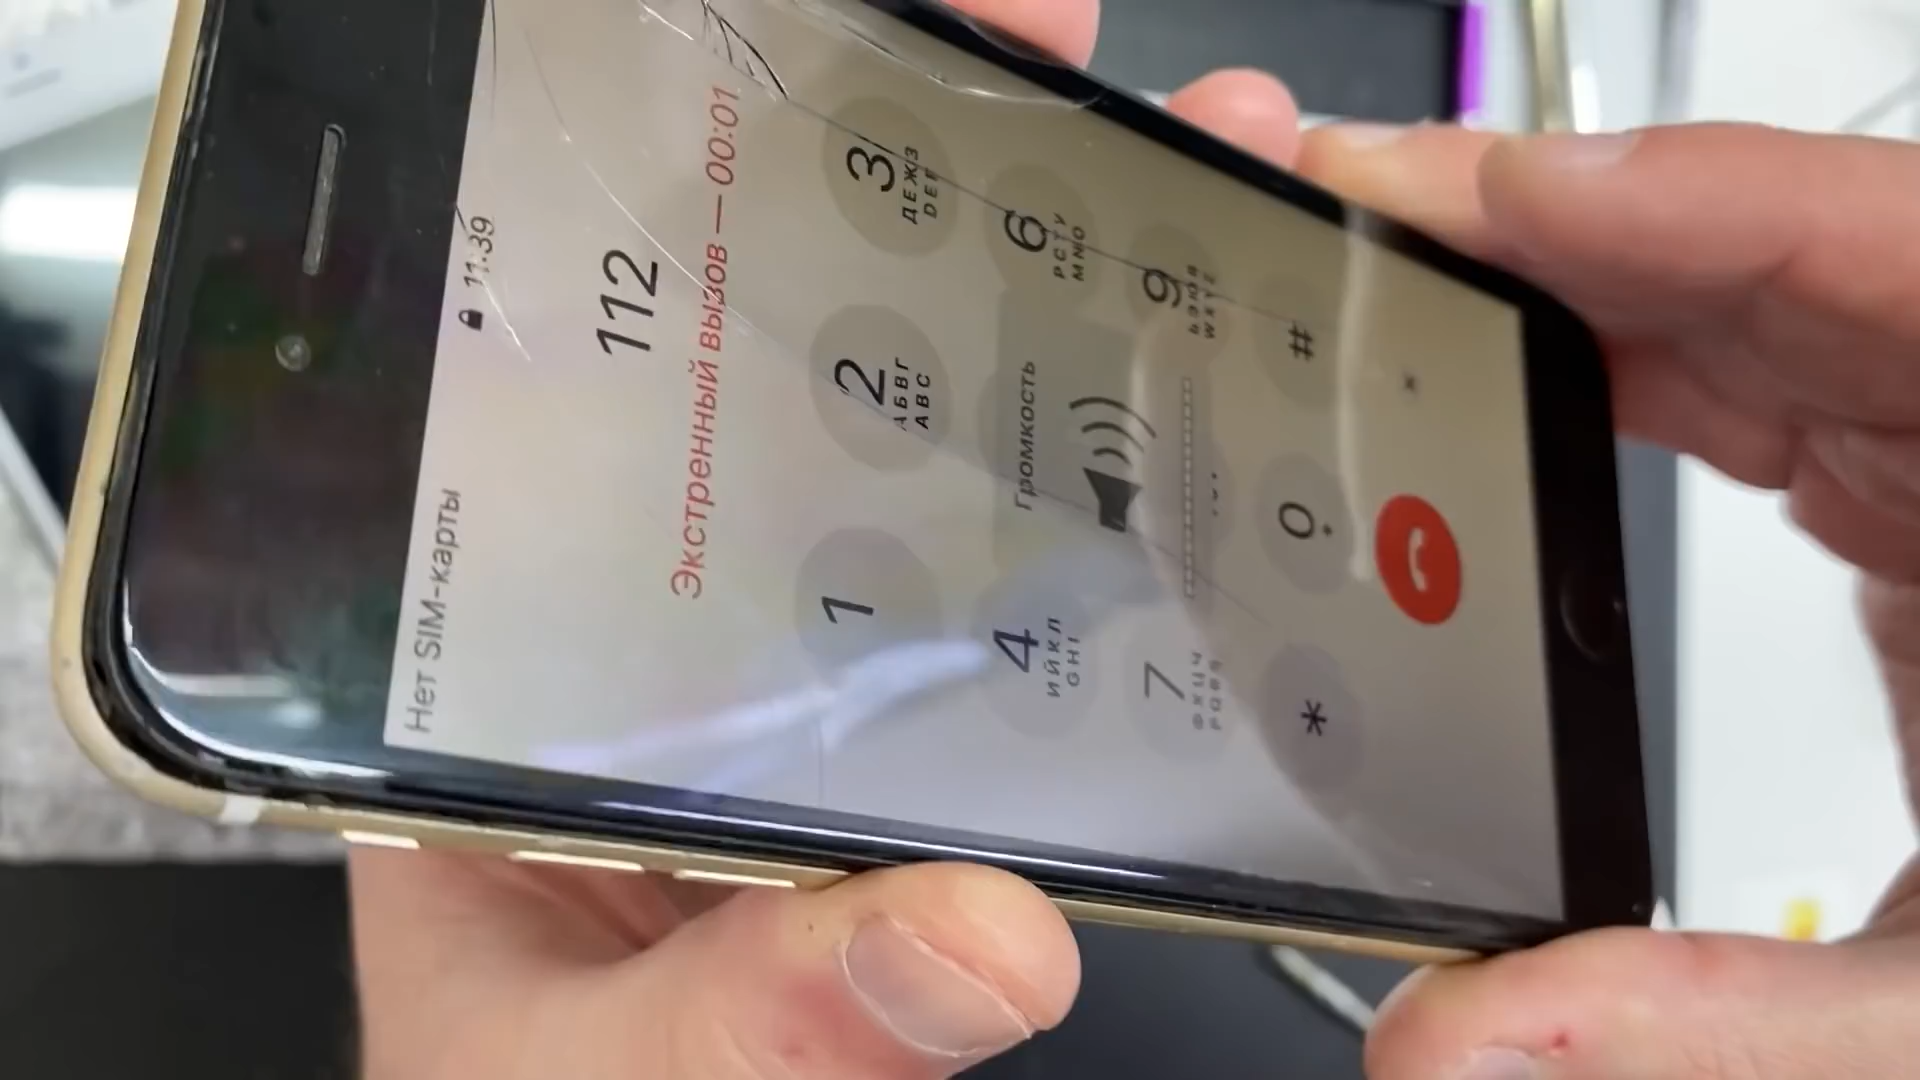 Нет SIM-карты
11:39
112
Экстренный вызов — 00:01
1
2
АБВГ
ABC
3
ДЕЖЗ
DEF
Громкость
4
ИЙКЛ
GHI
6
РСТУ
MNO
7
ФХЦЧ
PQRS
9
ЬЭЮЯ
WXYZ
*
0
#